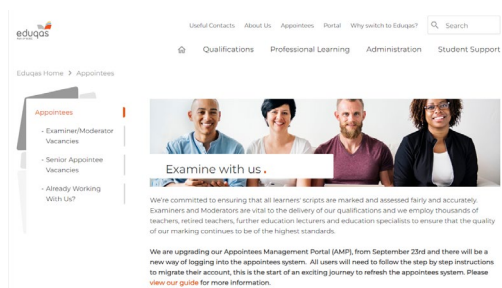 Useful Contacts About Us Appointees Portal Why switch to Eduqas? Search
eduqas
Qualifications Professional Learning Administration Student Support
Eduqas Home > Appointees
Appointees
- Examiner/Moderator
Vacancies
- Senior Appointee
Vacancies
- Already Working
With Us?
Examine with us.
We're committed to ensuring that all learners' scripts are marked and assessed fairly and accurately.
Examiners and Moderators are vital to the delivery of our qualifications and we employ thousands of
teachers, retired teachers, further education lecturers and education specialists to ensure that the quality
of our marking continues to be of the highest standards.
We are upgrading our Appointees Management Portal (AMP), from September 23rd and there will be a
new way of logging into the appointees system. All users will need to follow the step by step instructions
to migrate their account, this is the start of an exciting journey to refresh the appointees system. Please
view our guide for more information.